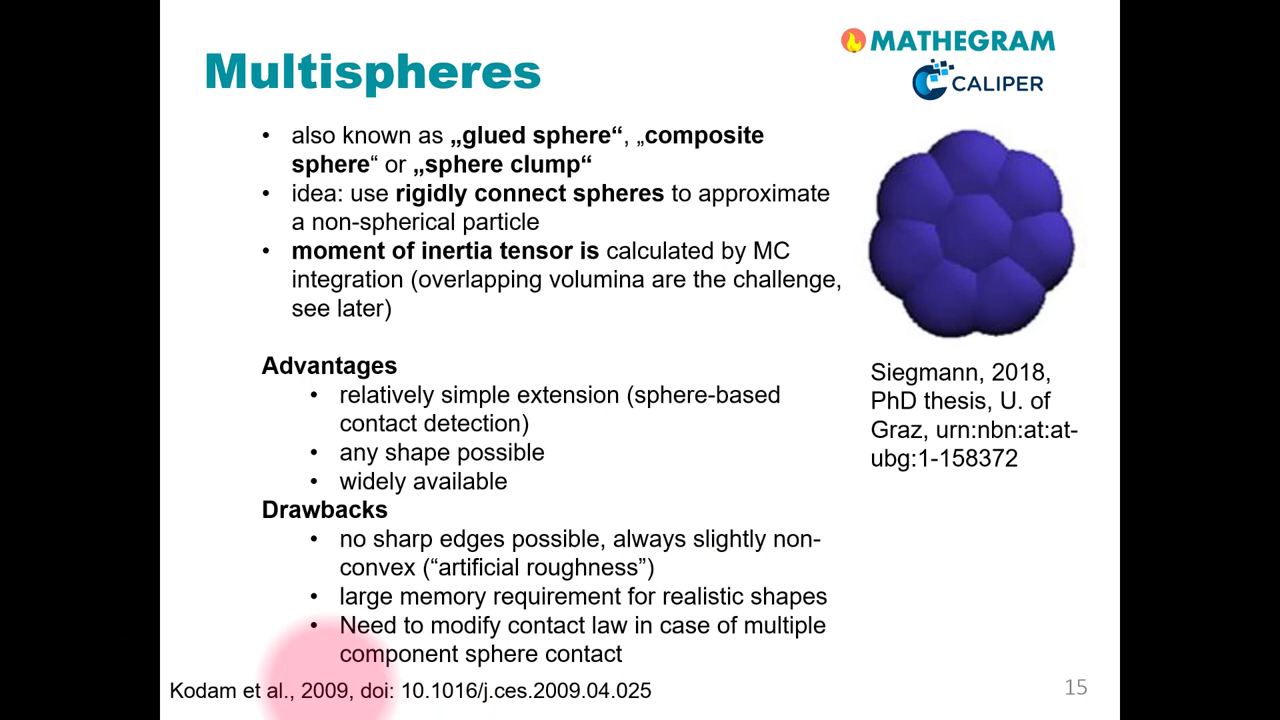 MATHEGRAM
Multispheres
CALIPER
• also known as „glued sphere“, „composite
sphere“ or „sphere clump“
• idea: use rigidly connect spheres to approximate
a non-spherical particle
• moment of inertia tensor is calculated by MC
integration (overlapping volumina are the challenge,
see later)
Advantages
• relatively simple extension (sphere-based
contact detection)
• any shape possible
• widely available
Drawbacks
• no sharp edges possible, always slightly non-
convex (“artificial roughness”)
• large memory requirement for realistic shapes
• Need to modify contact law in case of multiple
component sphere contact
Siegmann, 2018,
PhD thesis, U. of
Graz, urn:nbn:at:at-
ubg:1-158372
Kodam et al., 2009, doi: 10.1016/j.ces.2009.04.025
15